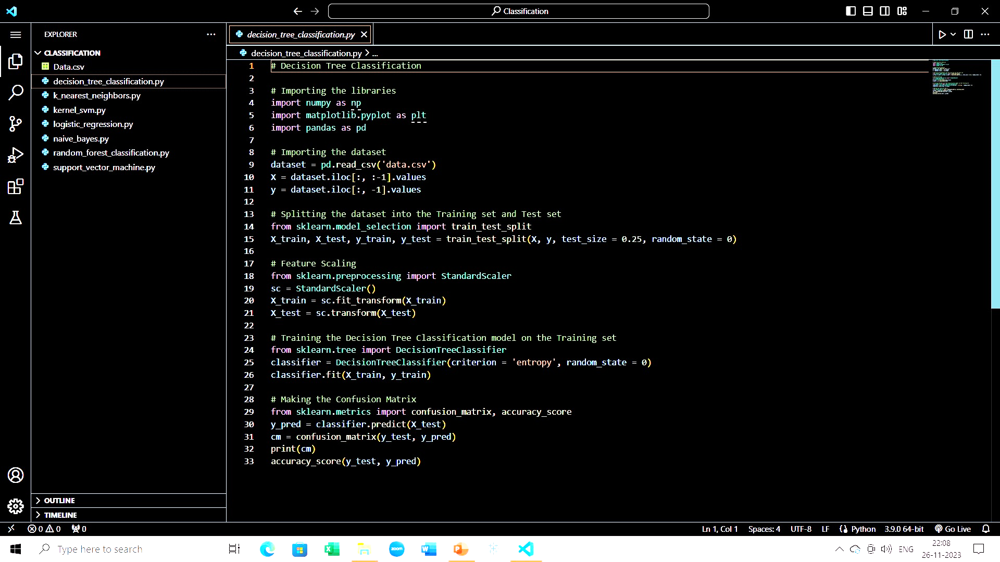 Classification
EXPLORER
CLASSIFICATION
Data.csv
decision_tree_classification.py
k_nearest_neighbors.py
kernel_svm.py
logistic_regression.py
naive_bayes.py
random_forest_classification.py
support_vector_machine.py
OUTLINE
TIMELINE
decision_tree_classification.py
decision_tree_classification.py > ...
1 # Decision Tree Classification
2
3 # Importing the libraries
4 import numpy as np
5 import matplotlib.pyplot as plt
6 import pandas as pd
7
8 # Importing the dataset
9 dataset = pd.read_csv('data.csv')
10 X = dataset.iloc[:, :-1].values
11 y = dataset.iloc[:, -1].values
12
13 # Splitting the dataset into the Training set and Test set
14 from sklearn.model_selection import train_test_split
15 X_train, X_test, y_train, y_test = train_test_split(X, y, test_size = 0.25, random_state = 0)
16
17 # Feature Scaling
18 from sklearn.preprocessing import StandardScaler
19 sc = StandardScaler()
20 X_train = sc.fit_transform(X_train)
21 X_test = sc.transform(X_test)
22
23 # Training the Decision Tree Classification model on the Training set
24 from sklearn.tree import DecisionTreeClassifier
25 classifier = DecisionTreeClassifier(criterion = 'entropy', random_state = 0)
26 classifier.fit(X_train, y_train)
27
28 # Making the Confusion Matrix
29 from sklearn.metrics import confusion_matrix, accuracy_score
30 y_pred = classifier.predict(X_test)
31 cm = confusion_matrix(y_test, y_pred)
32 print(cm)
33 accuracy_score(y_test, y_pred)
0 0 0 Ln 1, Col 1 Spaces: 4 UTF-8 LF Python 3.9.0 64-bit Go Live
Type here to search
zoom
ENG
22:08
26-11-2023